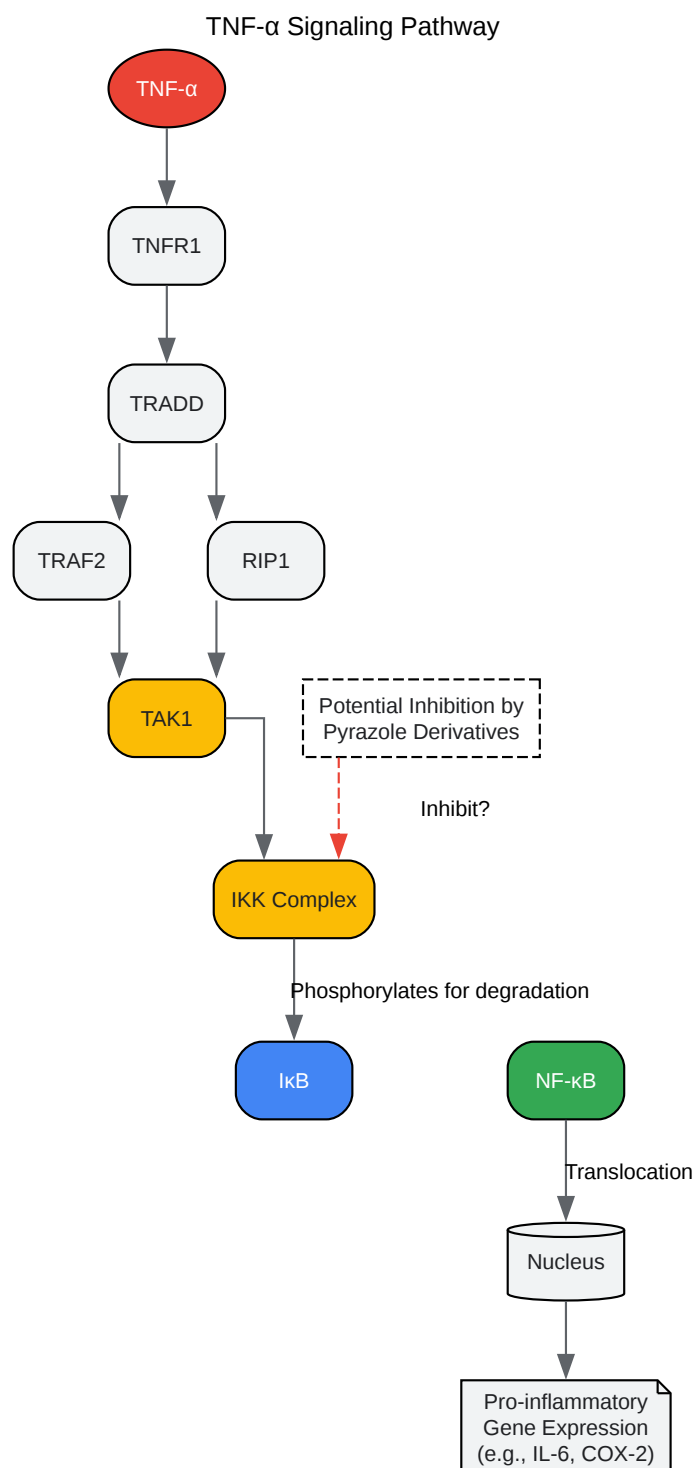 TNF-α Signaling Pathway
TNF-α
TNFR1
TRADD
TRAF2
RIP1
TAK1
Potential Inhibition by
Pyrazole Derivatives
Inhibit?
IKK Complex
Phosphorylates for degradation
IκB
NF-κB
Translocation
Nucleus
Pro-inflammatory
Gene Expression
(e.g., IL-6, COX-2)